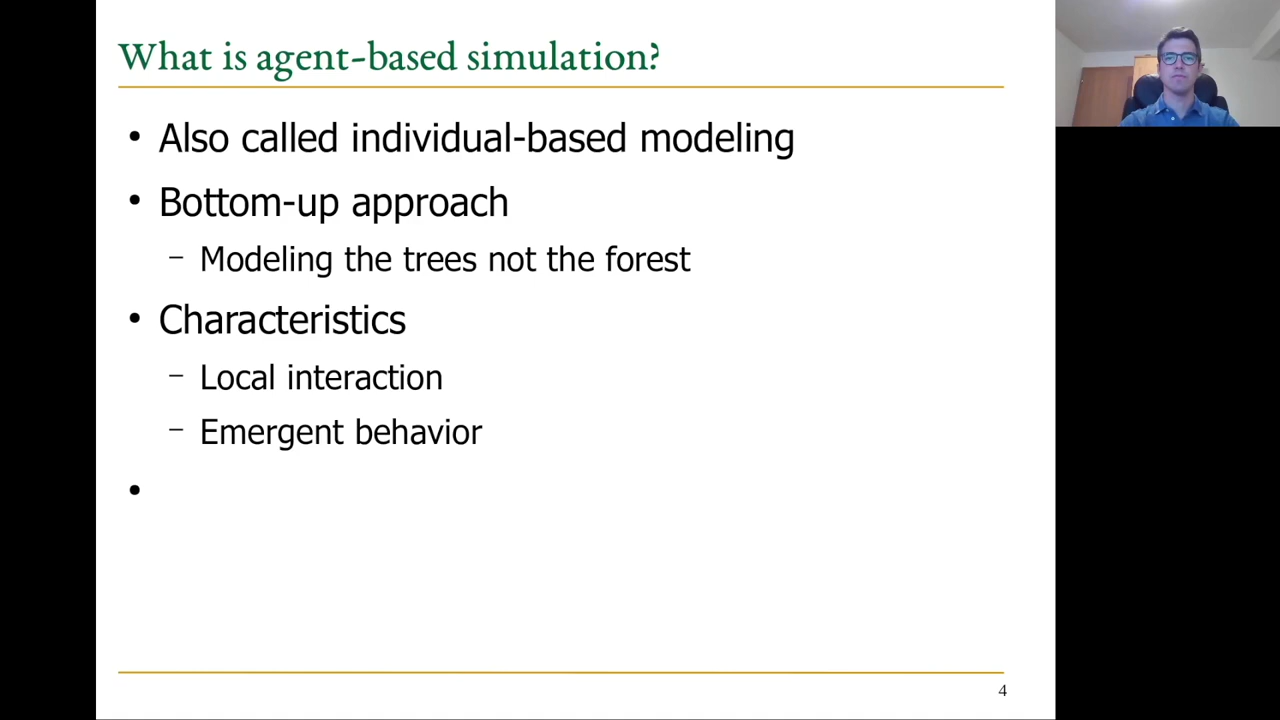 What is agent-based simulation?
• Also called individual-based modeling
• Bottom-up approach
– Modeling the trees not the forest
• Characteristics
– Local interaction
– Emergent behavior
•
4